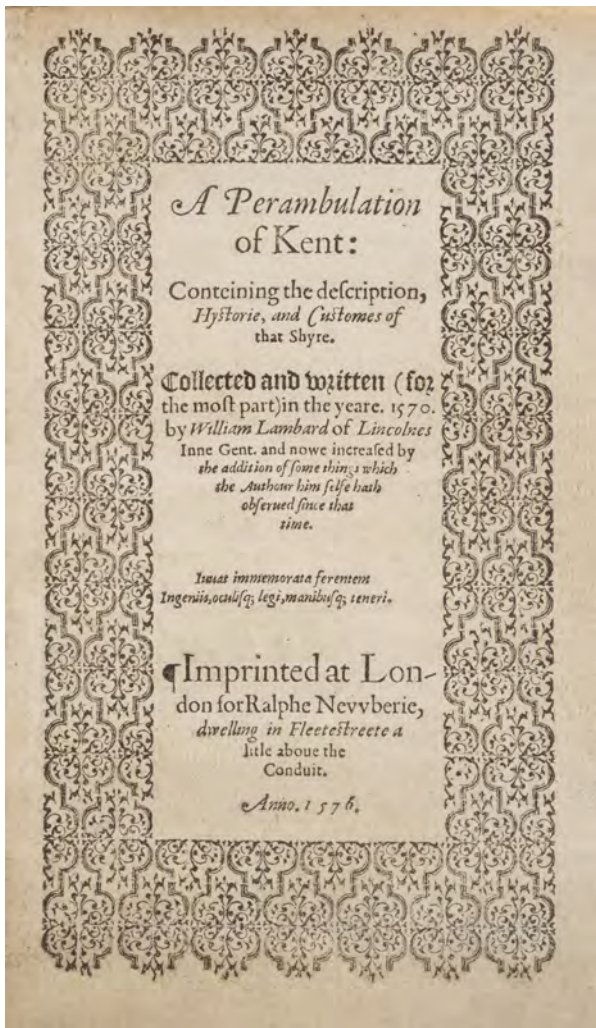 A Perambulation
of Kent:
Conteining the deſcription,
Hyſtorie, and Cuſtomes of
that Shyre.
Collected and written (for
the moſt part)in the yeare. 1570.
by William Lambard of Lincolnes
Inne Gent. and nowe increaſed by
the addition of ſome things which
the Authour him ſelfe hath
obſerued ſince that
time.
Iuuat immemorata ferentem
Ingeniis,oculiſq; legi,manibuſq; teneri.
¶Imprinted at Lon-
don for Ralphe Nevvberie,
dwelling in Fleeteſtreete a
litle aboue the
Conduit.
Anno. 1576.